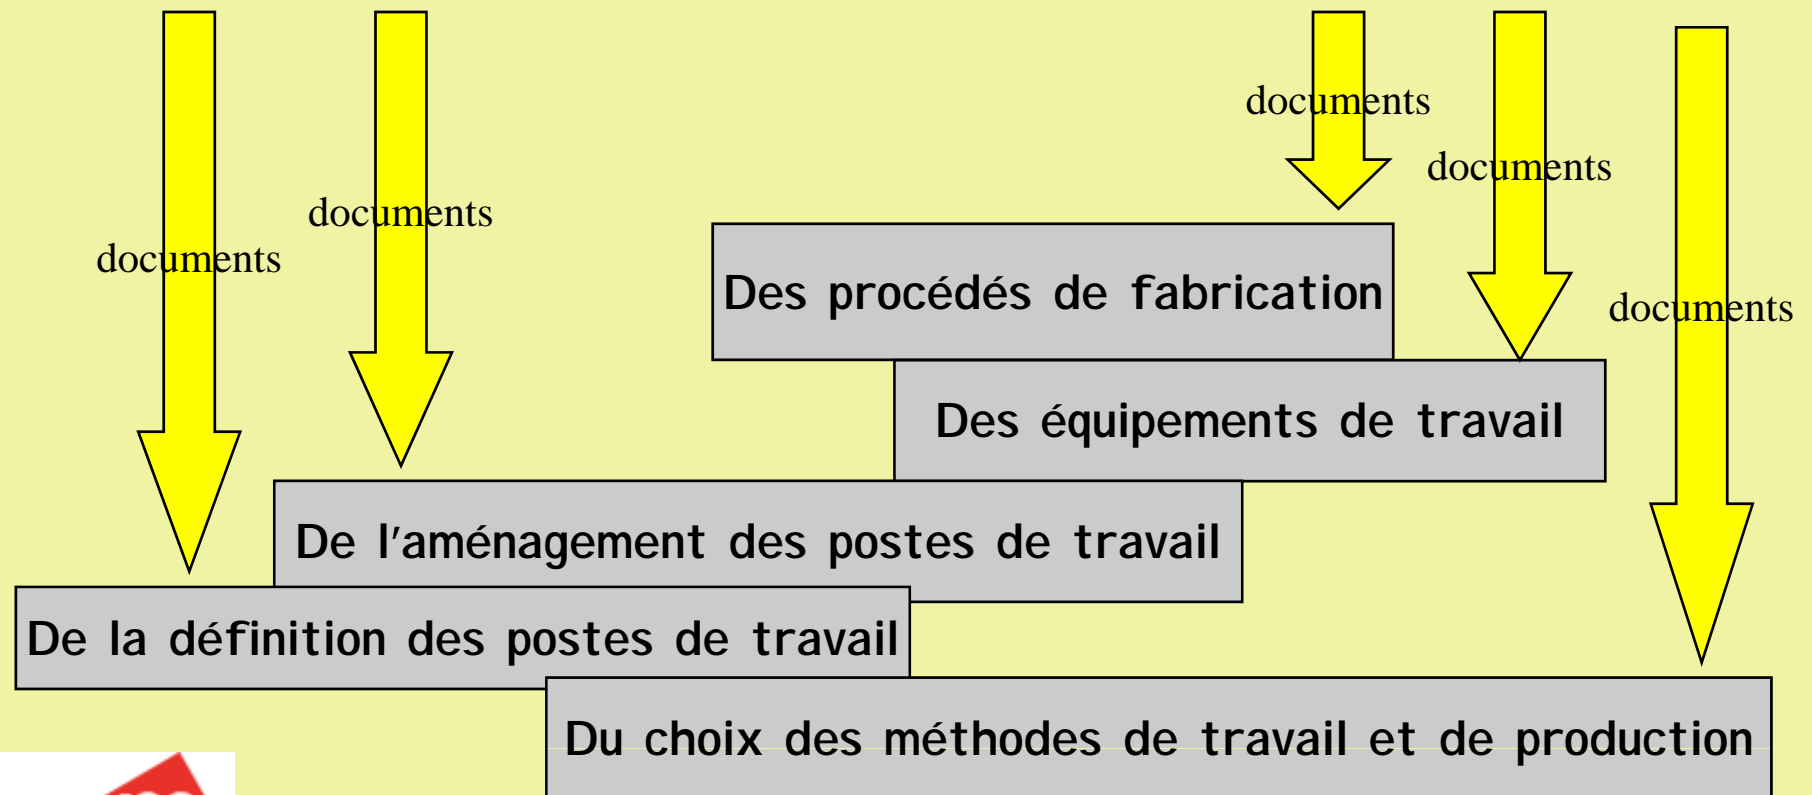 documents
documents
documents
documents
documents
Des procédés de fabrication
Des équipements de travail
De l'aménagement des postes de travail
De la définition des postes de travail
Du choix des méthodes de travail et de production